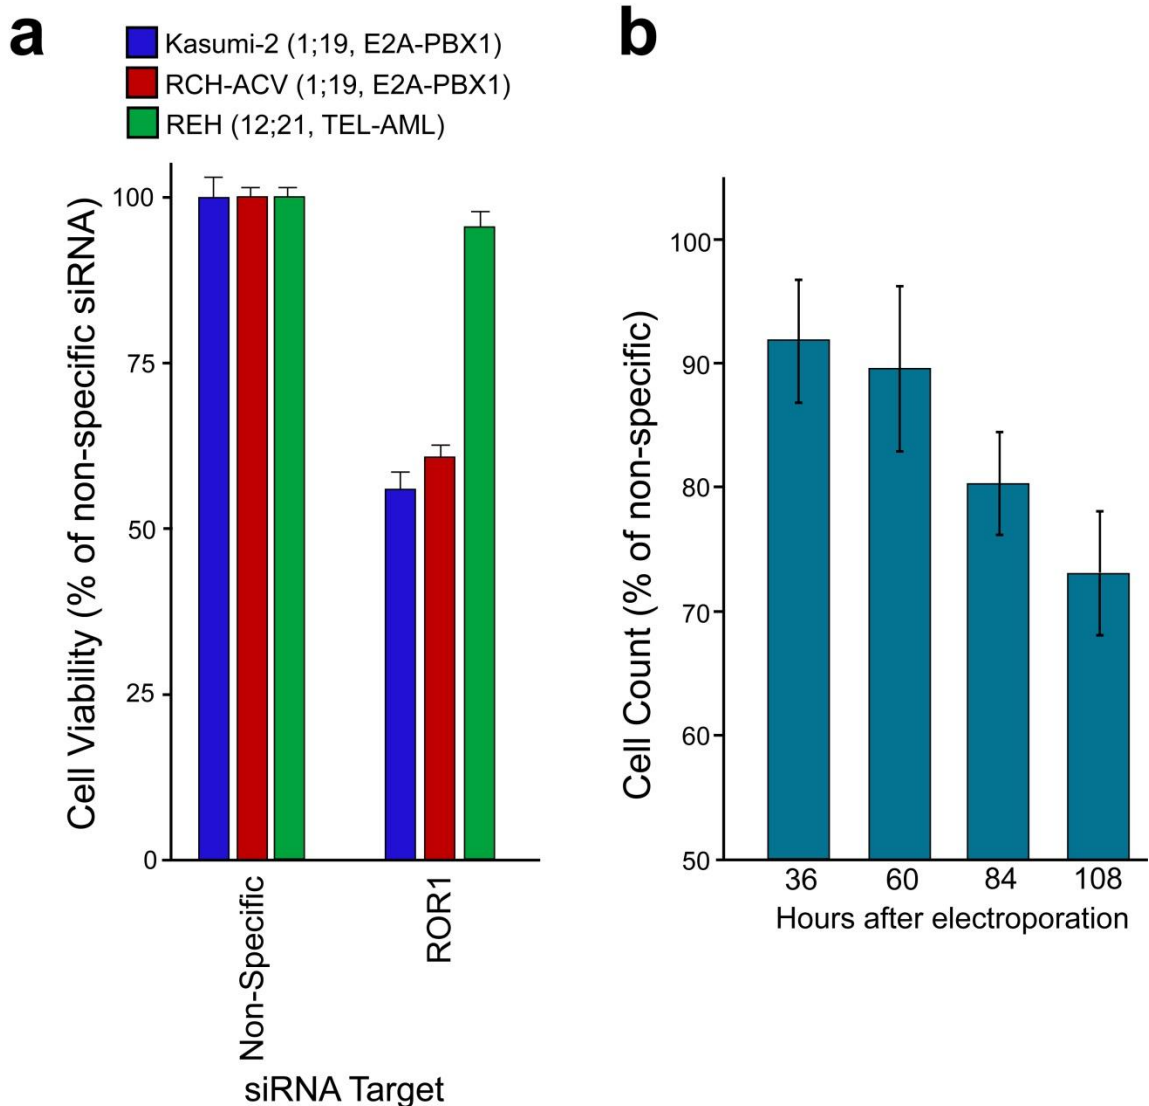 a
Kasumi-2 (1;19, E2A-PBX1)
RCH-ACV (1;19, E2A-PBX1)
REH (12;21, TEL-AML)
Cell Viability (% of non-specific siRNA)
100
75
50
25
0
Non-Specific
ROR1
siRNA Target
b
Cell Count (% of non-specific)
100
90
80
70
60
50
36 60 84 108
Hours after electroporation